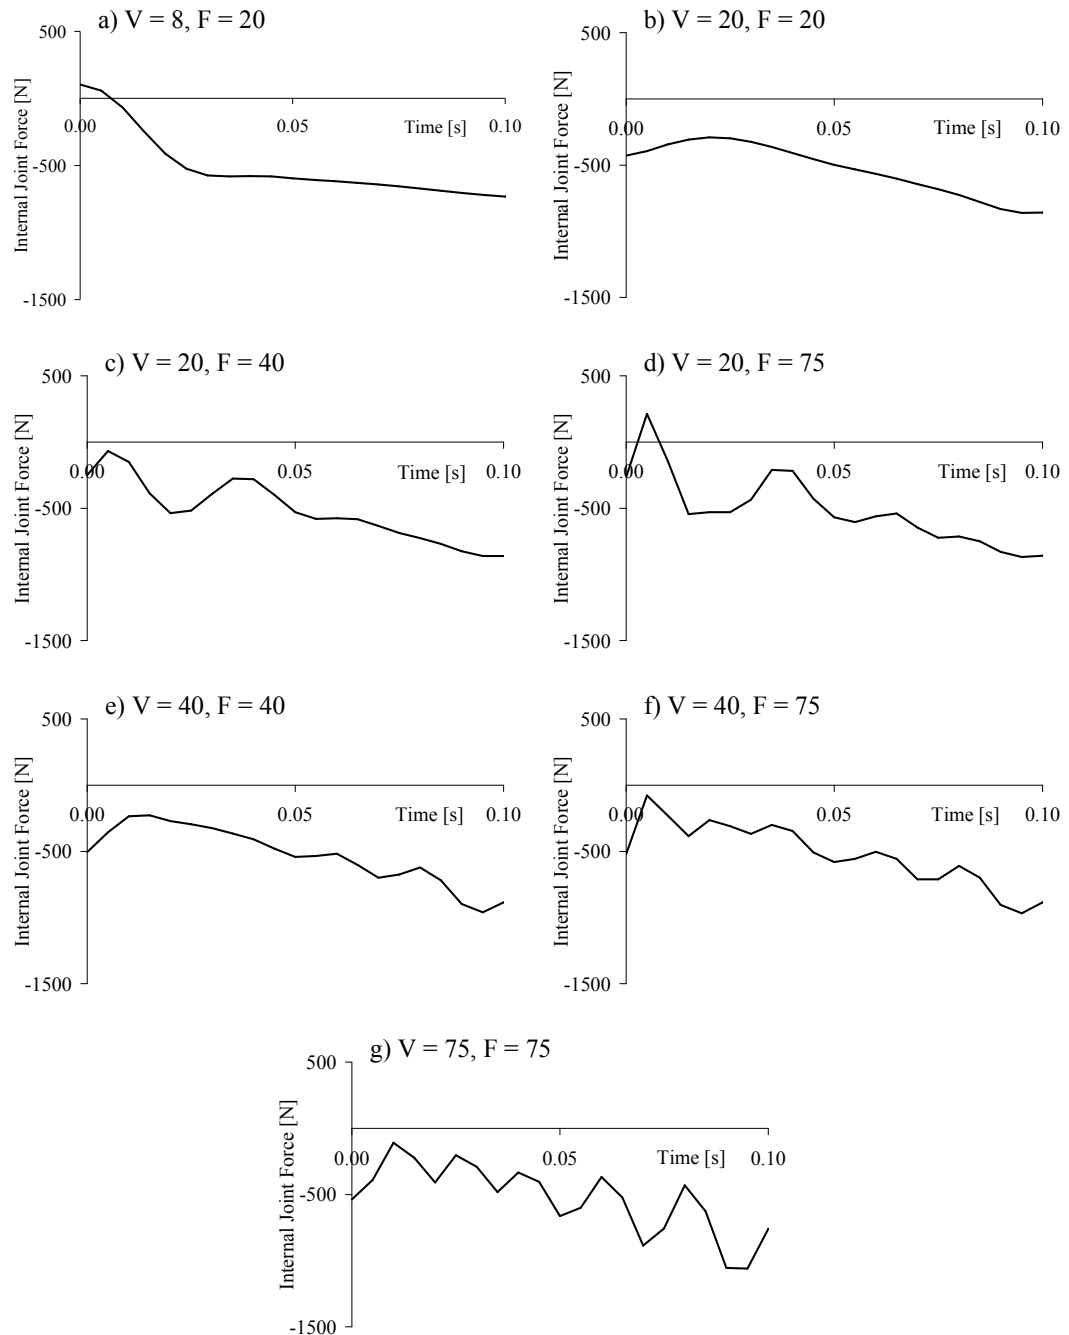 a) V = 8, F = 20
500
0.00
0.05
Time [s]
0.10
-500
-1500
Internal Joint Force [N]
b) V = 20, F = 20
500
0.00
0.05
Time [s]
0.10
-500
-1500
Internal Joint Force [N]
c) V = 20, F = 40
500
0.00
0.05
Time [s]
0.10
-500
-1500
Internal Joint Force [N]
d) V = 20, F = 75
500
0.00
0.05
Time [s]
0.10
-500
-1500
Internal Joint Force [N]
e) V = 40, F = 40
500
0.00
0.05
Time [s]
0.10
-500
-1500
Internal Joint Force [N]
f) V = 40, F = 75
500
0.00
0.05
Time [s]
0.10
-500
-1500
Internal Joint Force [N]
g) V = 75, F = 75
500
0.00
0.05
Time [s]
0.10
-500
-1500
Internal Joint Force [N]